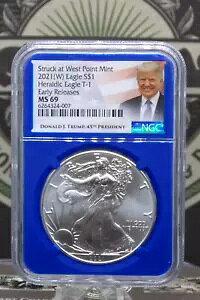 Struck at West Point Mint
2021(W) Eagle S$1
Heraldic Eagle T-1
Early Releases
MS 69
6264324-007
NGC
DONALD J. TRUMP, 45TH PRESIDENT